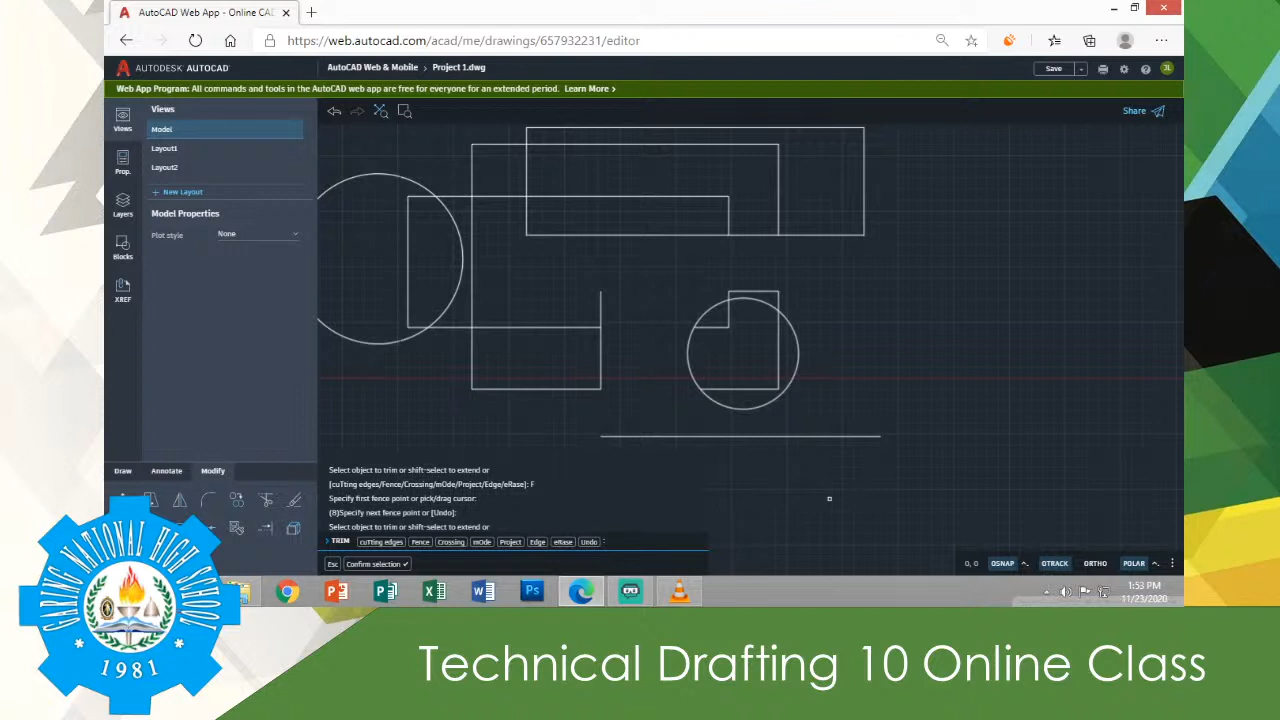 AutoCAD Web App - Online CAD
https://web.autocad.com/acad/me/drawings/657932231/editor
AUTODESK® AUTOCAD®
AutoCAD Web & Mobile > Project 1.dwg
Save
JL
Web App Program: All commands and tools in the AutoCAD web app are free for everyone for an extended period. Learn More >
Views
Prop.
Layers
Blocks
XREF
Views
Model
Layout1
Layout2
+ New Layout
Model Properties
Plot style
None
Share
Draw
Annotate
Modify
Select object to trim or shift-select to extend or
[cuTting edges/Fence/Crossing/mOde/Project/Edge/eRase]: F
Specify first fence point or pick/drag cursor:
(8)Specify next fence point or [Undo]:
Select object to trim or shift-select to extend or
> TRIM cuTting edges Fence Crossing mOde Project Edge eRase Undo :
Esc
Confirm selection ✓
0, 0
OSNAP
OTRACK
ORTHO
POLAR
1:53 PM
11/23/2020
CARING NATIONAL HIGH SCHOOL
1981
Technical Drafting 10 Online Class